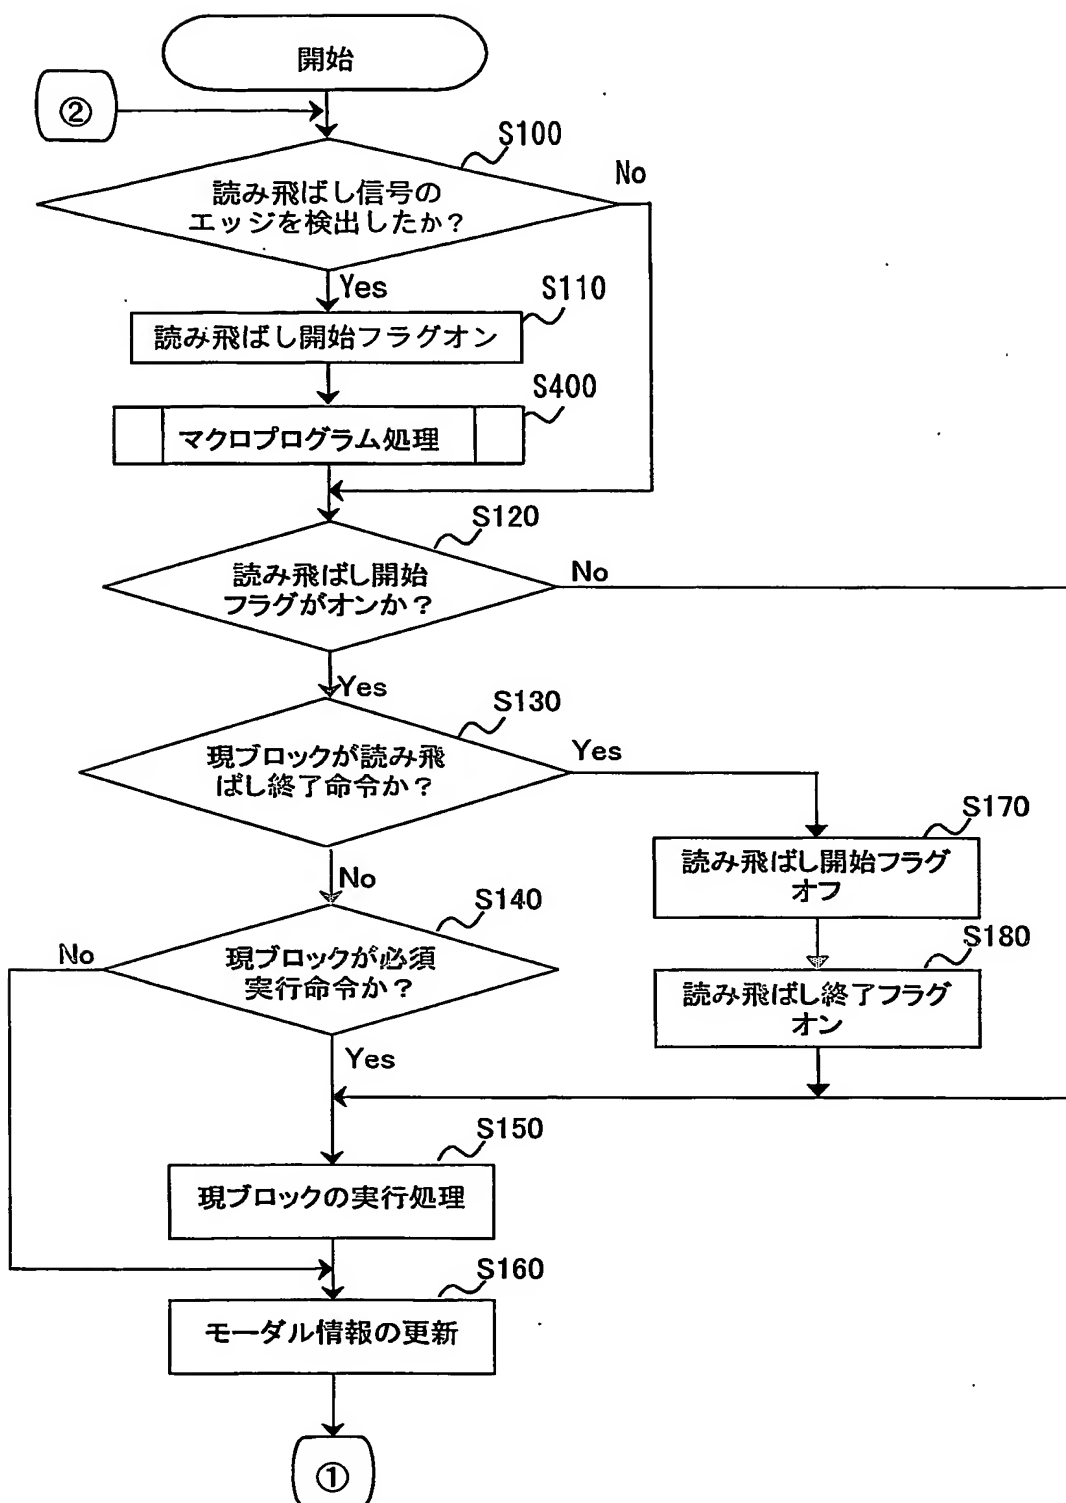 開始
②
S100
読み飛ばし信号の
エッジを検出したか？
No
Yes
S110
読み飛ばし開始フラグオン
S400
マクロプログラム処理
S120
読み飛ばし開始
フラグがオンか？
No
Yes
S130
現ブロックが読み飛
ばし終了命令か？
Yes
No
S170
読み飛ばし開始フラグ
オフ
S140
現ブロックが必須
実行命令か？
No
Yes
S180
読み飛ばし終了フラグ
オン
S150
現ブロックの実行処理
S160
モーダル情報の更新
①